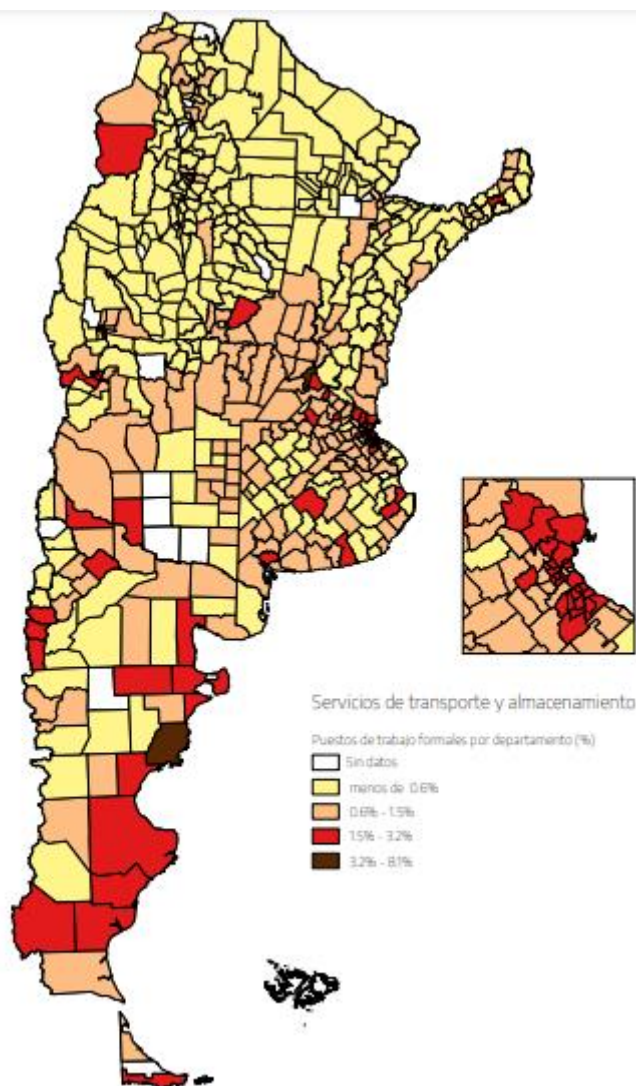 Servicios de transporte y almacenamiento
Puestos de trabajo formales por departamento (%)
Sin datos
menos de 0.6%
0.6% - 1.5%
1.5% - 3.2%
3.2% - 8.1%